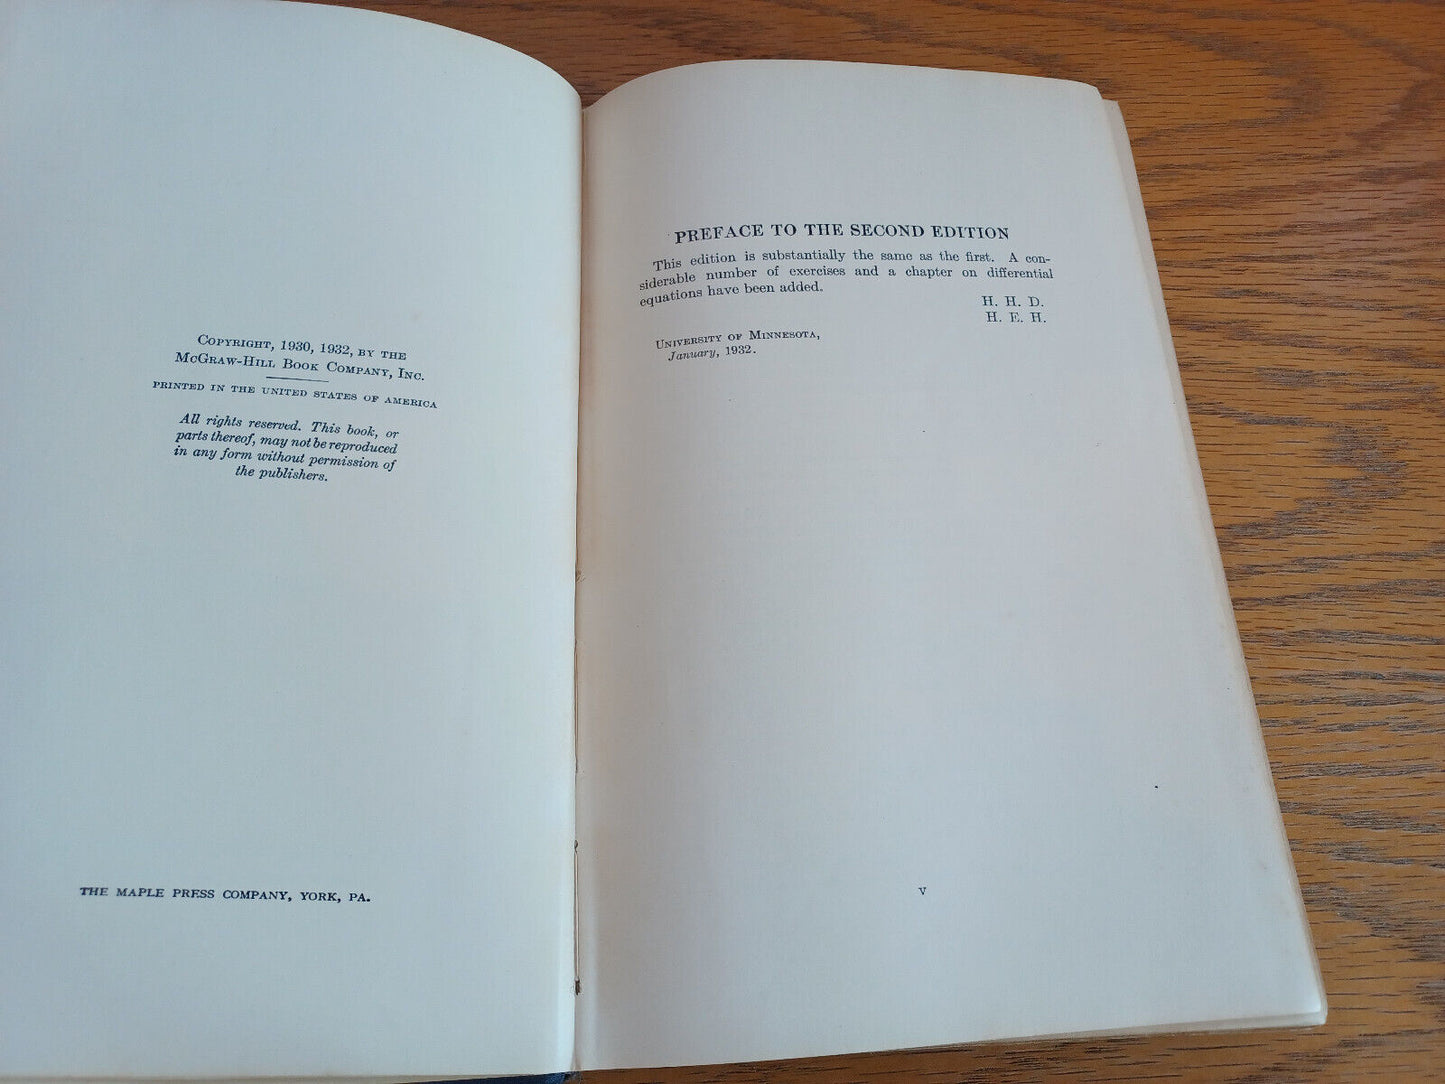 Copyright, 1930, 1932, by the
McGraw-Hill Book Company, Inc.
PRINTED IN THE UNITED STATES OF AMERICA
All rights reserved. This book, or
parts thereof, may not be reproduced
in any form without permission of
the publishers.
THE MAPLE PRESS COMPANY, YORK, PA.
PREFACE TO THE SECOND EDITION
This edition is substantially the same as the first. A con-
siderable number of exercises and a chapter on differential
equations have been added.
H. H. D.
H. E. H.
University of Minnesota,
January, 1932.
v